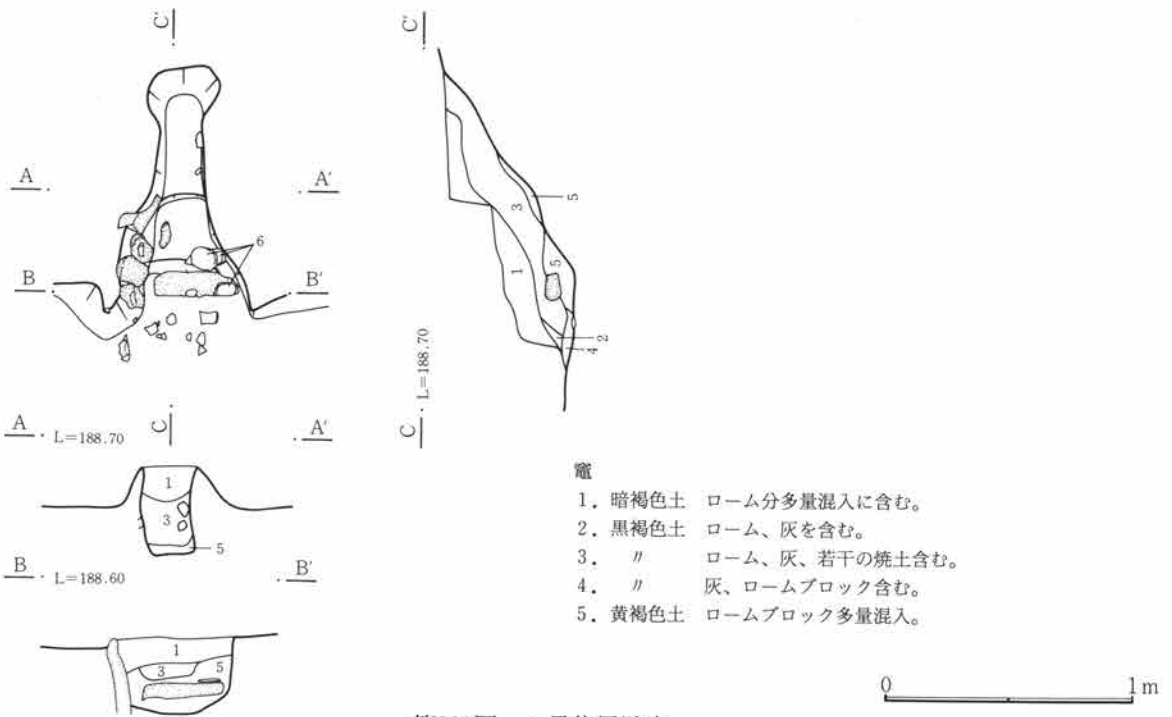 C'
C'
A
A'
B
B'
6
5
3
1
5
2
4
C
L=188.70
C
A
L=188.70
A'
1
3
5
B
L=188.60
B'
1
3
5
竈
1．暗褐色土　ローム分多量混入に含む。
2．黒褐色土　ローム、灰を含む。
3．　〃　　ローム、灰、若干の焼土含む。
4．　〃　　灰、ロームブロック含む。
5．黄褐色土　ロームブロック多量混入。
0
1m